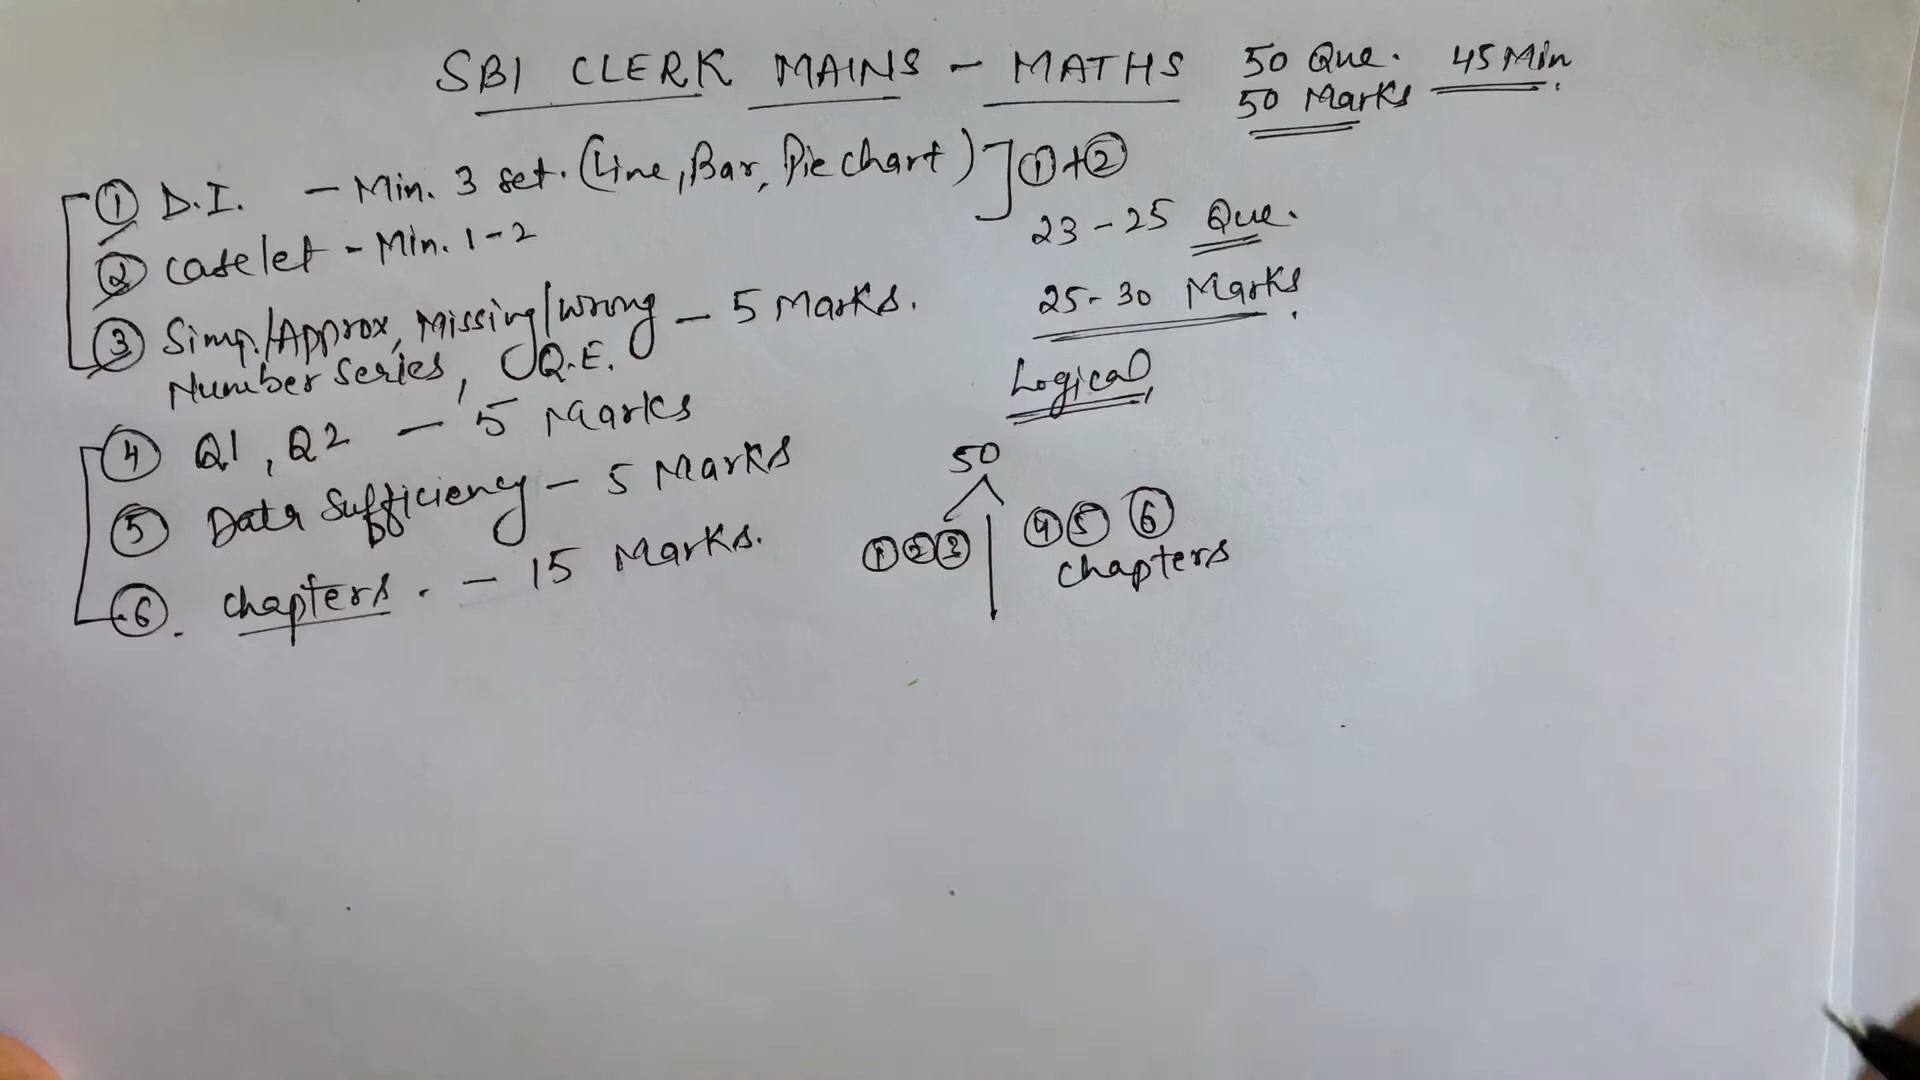 SBI CLERK MAINS - MATHS 50 Que. 45 Min
50 Marks
① D.I. - Min. 3 set. (Line, Bar, Pie chart) ] ①+②
② Caselet - Min. 1-2
23-25 Que.
③ Simp./Approx, Missing/Wrong - 5 Marks.
Number Series, Q.E.
25-30 Marks
Logical
④ Q1, Q2 - 5 Marks
⑤ Data Sufficiency - 5 Marks
⑥ Chapters. - 15 Marks.
50
①②③ | ④⑤⑥
chapters